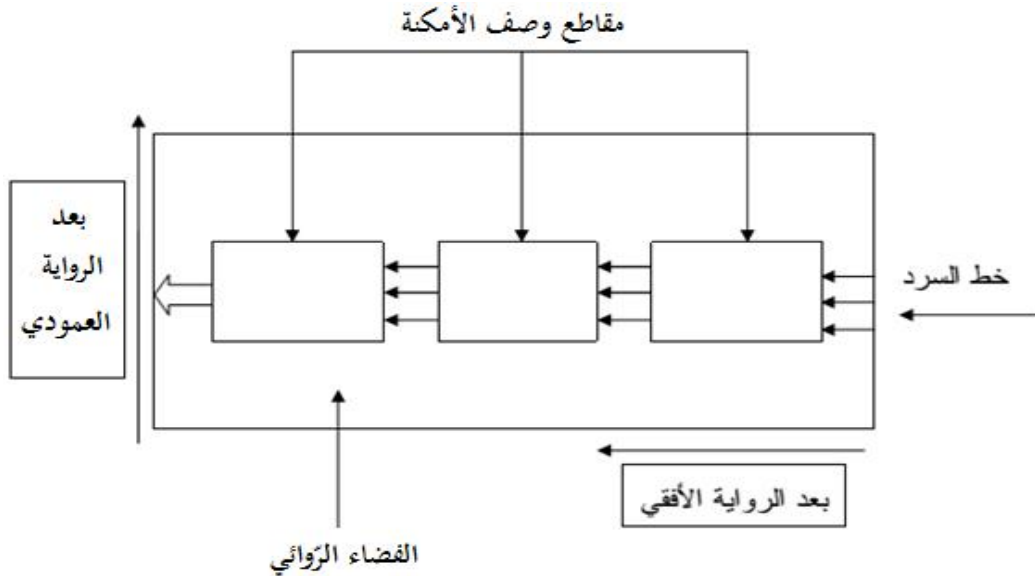 مقاطع وصف الأمكنة
خط السرد
بعد
الرواية
العمودي
بعد الرواية الأفقي
الفضاء الرّوائي